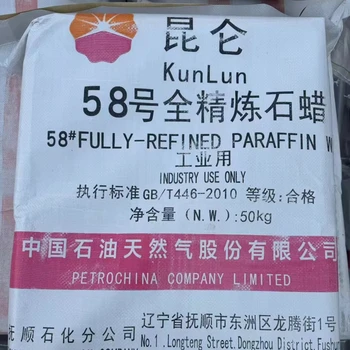 昆仑
KunLun
58号全精炼石蜡
58#FULLY-REFINED PARAFFIN W
工业用
INDUSTRY USE ONLY
执行标准GB/T446-2010 等级:合格
净含量(N.W.):50kg
中国石油天然气股份有限公司
PETROCHINA COMPANY LIMITED
抚顺石化分公司
辽宁省抚顺市东洲区龙腾街1号
No.1.Longteng Street.Dongzhou District.Fushu